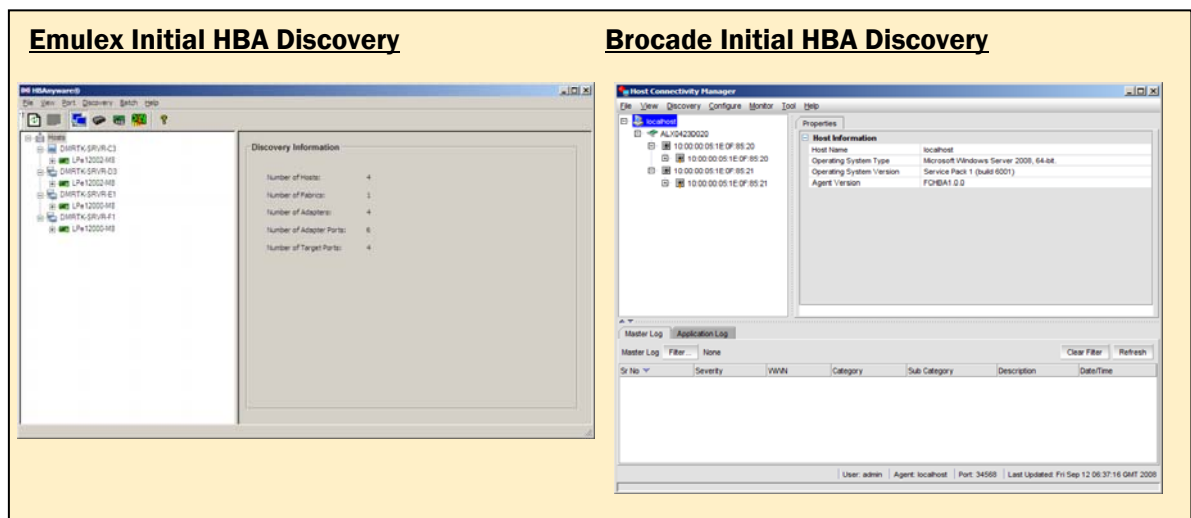 Emulex Initial HBA Discovery
HBAnyware®
File View Port Discovery Batch Help
Hosts
DMRTK-SRVR-C3
LPe12002-M8
DMRTK-SRVR-D3
LPe12002-M8
DMRTK-SRVR-E1
LPe12000-M8
DMRTK-SRVR-F1
LPe12000-M8
Discovery Information
Number of Hosts: 4
Number of Fabrics: 1
Number of Adapters: 4
Number of Adapter Ports: 6
Number of Target Ports: 4
Brocade Initial HBA Discovery
Host Connectivity Manager
File View Discovery Configure Monitor Tool Help
localhost
ALX0423D020
10:00:00:05:1E:0F:85:20
10:00:00:05:1E:0F:85:20
10:00:00:05:1E:0F:85:21
10:00:00:05:1E:0F:85:21
Properties
Host Information
Host Name localhost
Operating System Type Microsoft Windows Server 2008, 64-bit.
Operating System Version Service Pack 1 (build 6001)
Agent Version FCHBA1.0.0
Master Log Application Log
Master Log Filter... None Clear Filter Refresh
Sr No Severity WWN Category Sub Category Description Date/Time
User: admin Agent: localhost Port: 34568 Last Updated: Fri Sep 12 06:37:16 GMT 2008